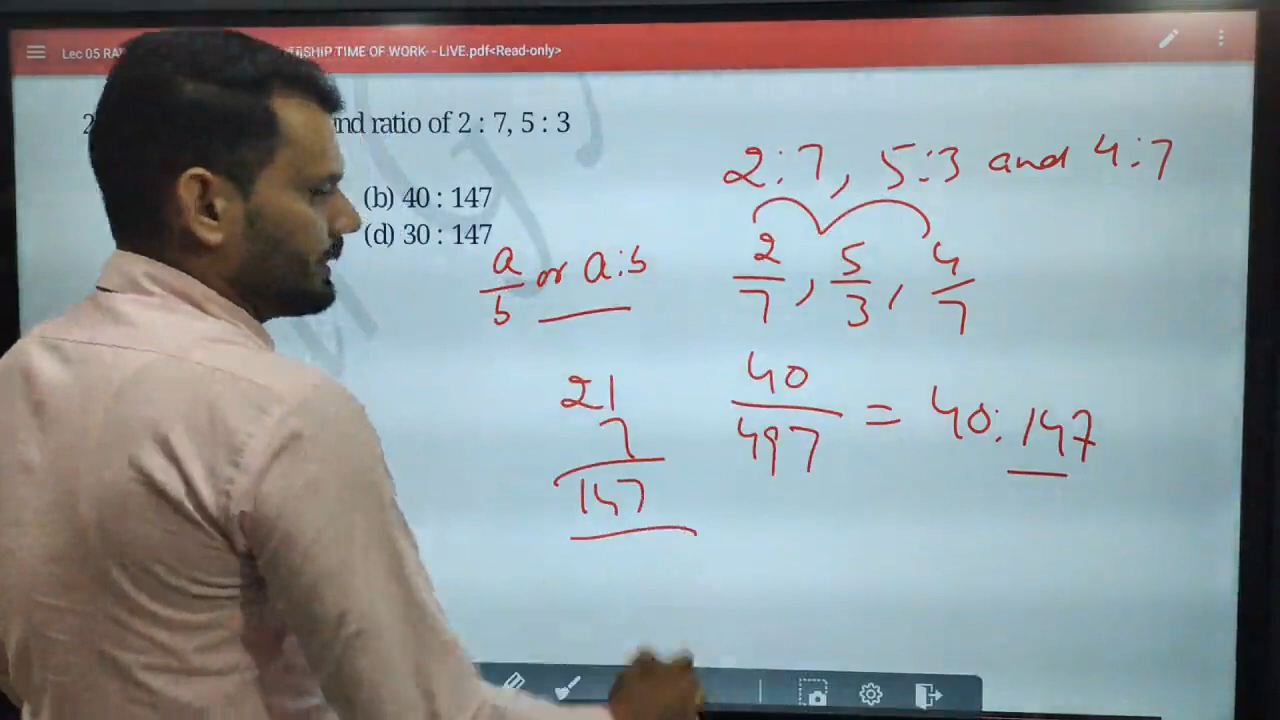 Lec 05 RA SHIP TIME OF WORK - - LIVE.pdf<Read-only>
2 nd ratio of 2 : 7, 5 : 3
(b) 40 : 147
(d) 30 : 147
2:7, 5:3 and 4:7
a/b or a:b
2/7, 5/3, 4/7
21
7
147
40/497 = 40:147